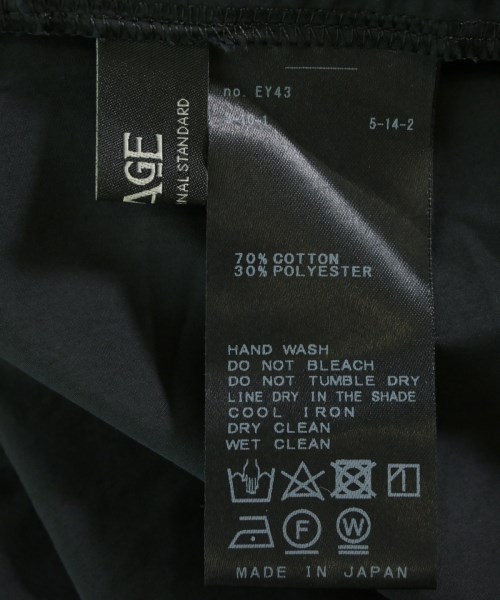 no. EY43
5-14-2
AGE
NAL STANDARD
70% COTTON
30% POLYESTER
HAND WASH
DO NOT BLEACH
DO NOT TUMBLE DRY
LINE DRY IN THE SHADE
COOL IRON
DRY CLEAN
WET CLEAN
F
W
MADE IN JAPAN